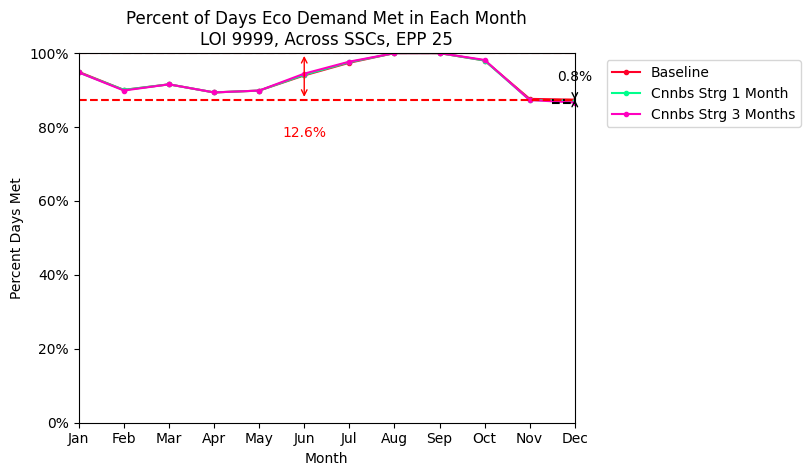 Percent of Days Eco Demand Met in Each Month
LOI 9999, Across SSCs, EPP 25
100%
80%
60%
40%
20%
0%
Percent Days Met
12.6%
0.8%
Baseline
Cnnbs Strg 1 Month
Cnnbs Strg 3 Months
Jan Feb Mar Apr May Jun Jul Aug Sep Oct Nov Dec
Month